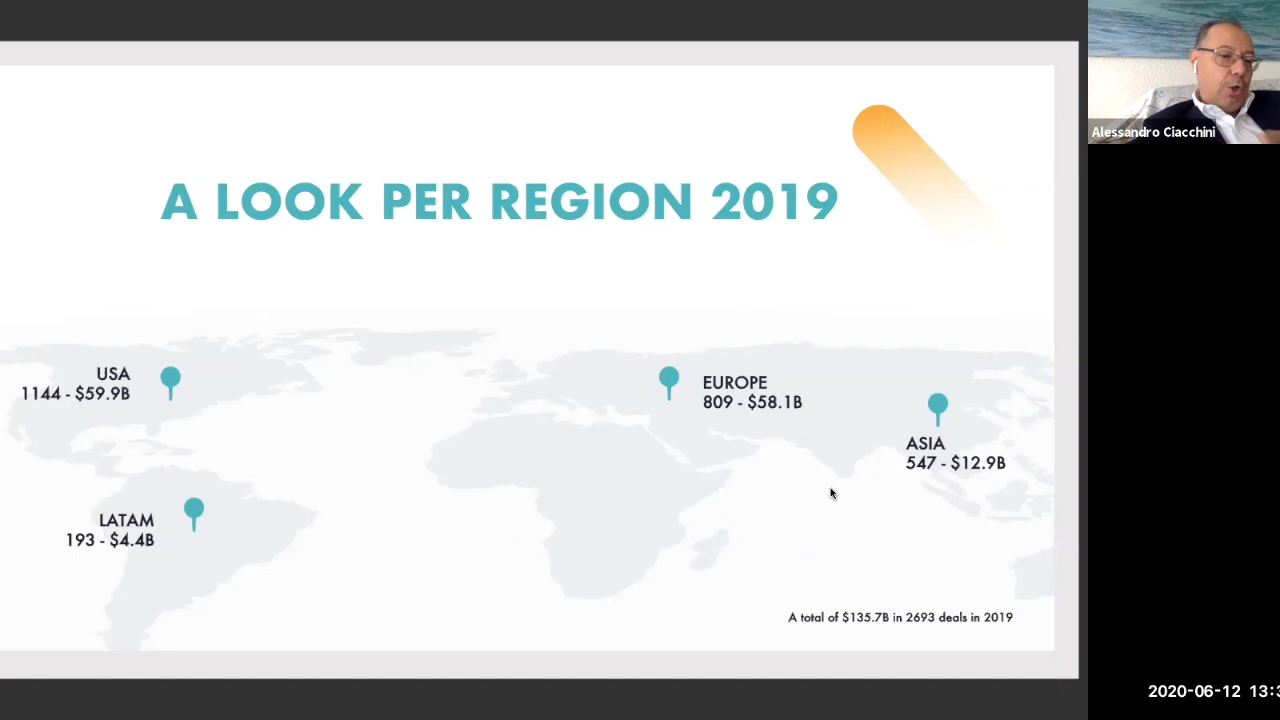 A LOOK PER REGION 2019
USA
1144 - $59.9B
EUROPE
809 - $58.1B
ASIA
547 - $12.9B
LATAM
193 - $4.4B
A total of $135.7B in 2693 deals in 2019
Alessandro Ciacchini
2020-06-12 13:3